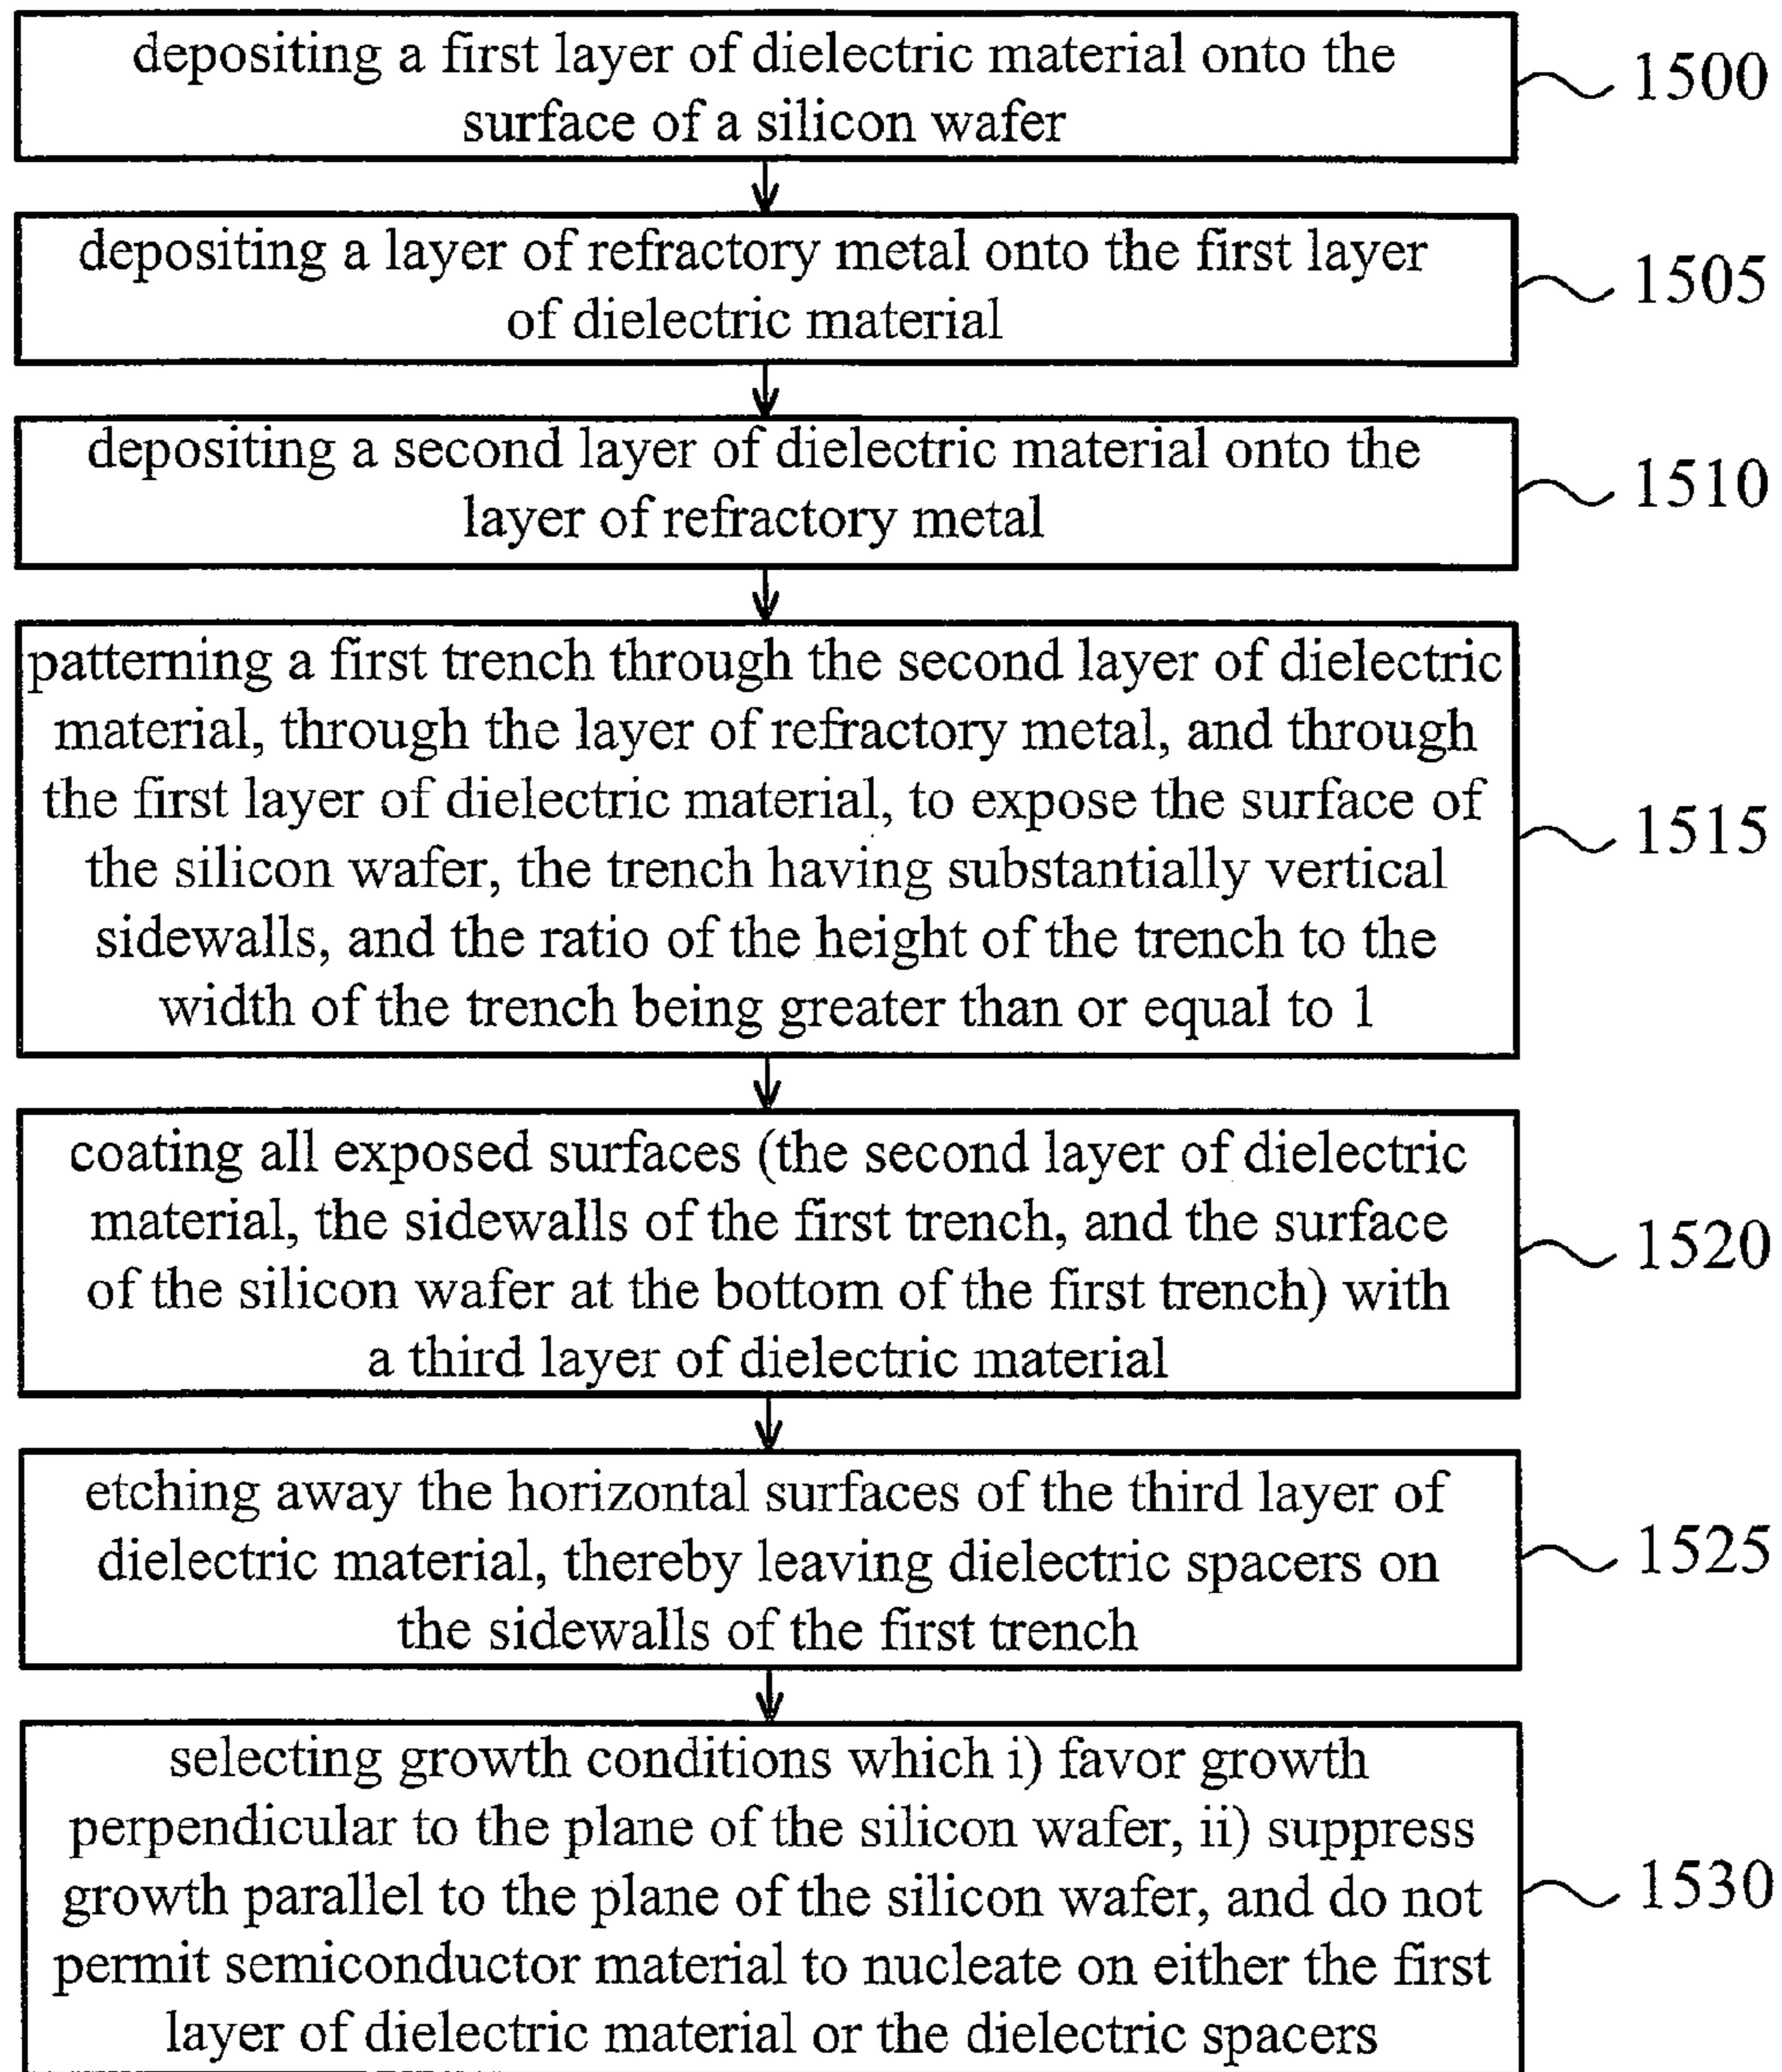 depositing a first layer of dielectric material onto the
surface of a silicon wafer
1500
depositing a layer of refractory metal onto the first layer
of dielectric material
1505
depositing a second layer of dielectric material onto the
layer of refractory metal
1510
patterning a first trench through the second layer of dielectric
material, through the layer of refractory metal, and through
the first layer of dielectric material, to expose the surface of
the silicon wafer, the trench having substantially vertical
sidewalls, and the ratio of the height of the trench to the
width of the trench being greater than or equal to 1
1515
coating all exposed surfaces (the second layer of dielectric
material, the sidewalls of the first trench, and the surface
of the silicon wafer at the bottom of the first trench) with
a third layer of dielectric material
1520
etching away the horizontal surfaces of the third layer of
dielectric material, thereby leaving dielectric spacers on
the sidewalls of the first trench
1525
selecting growth conditions which i) favor growth
perpendicular to the plane of the silicon wafer, ii) suppress
growth parallel to the plane of the silicon wafer, and do not
permit semiconductor material to nucleate on either the first
layer of dielectric material or the dielectric spacers
1530